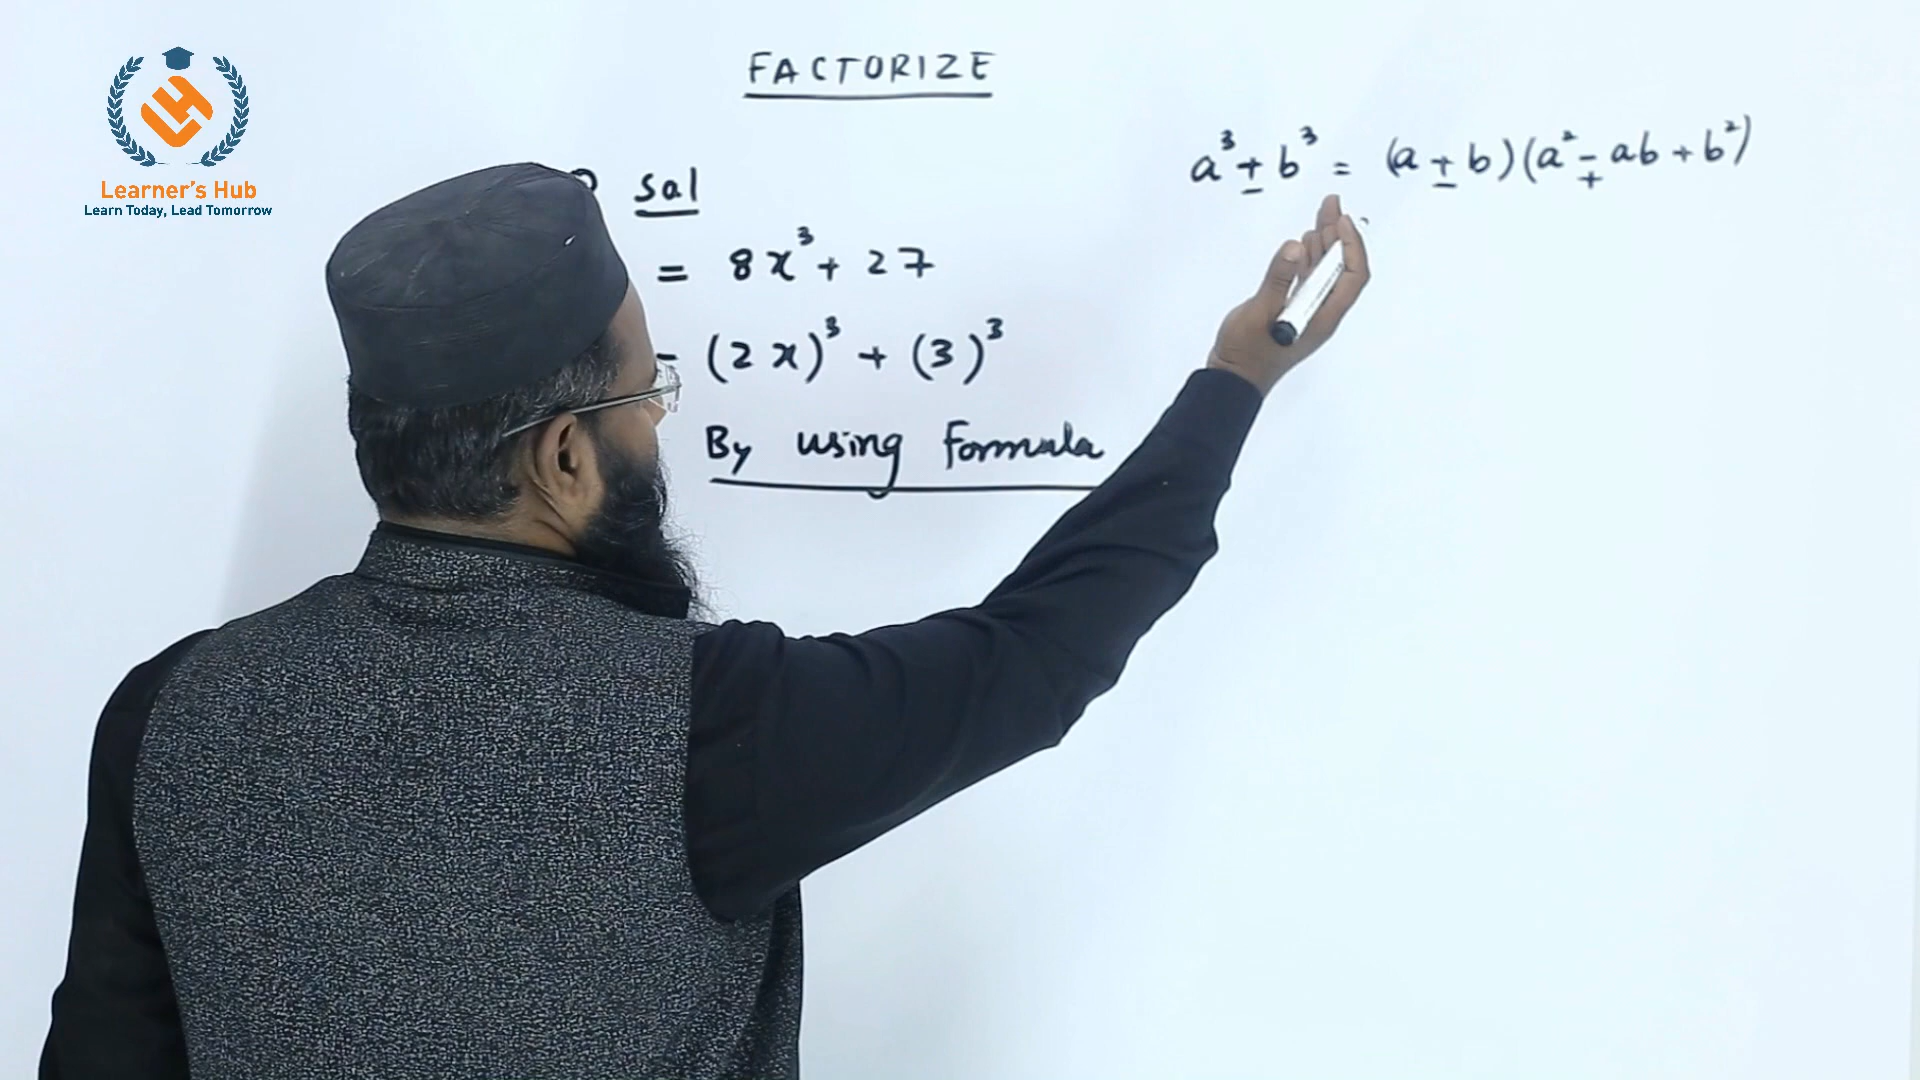 Learner's Hub
Learn Today, Lead Tomorrow
FACTORIZE
a³ ± b³ = (a ± b)(a² ∓ ab + b²)
sol
= 8x³ + 27
= (2x)³ + (3)³
By using Formula